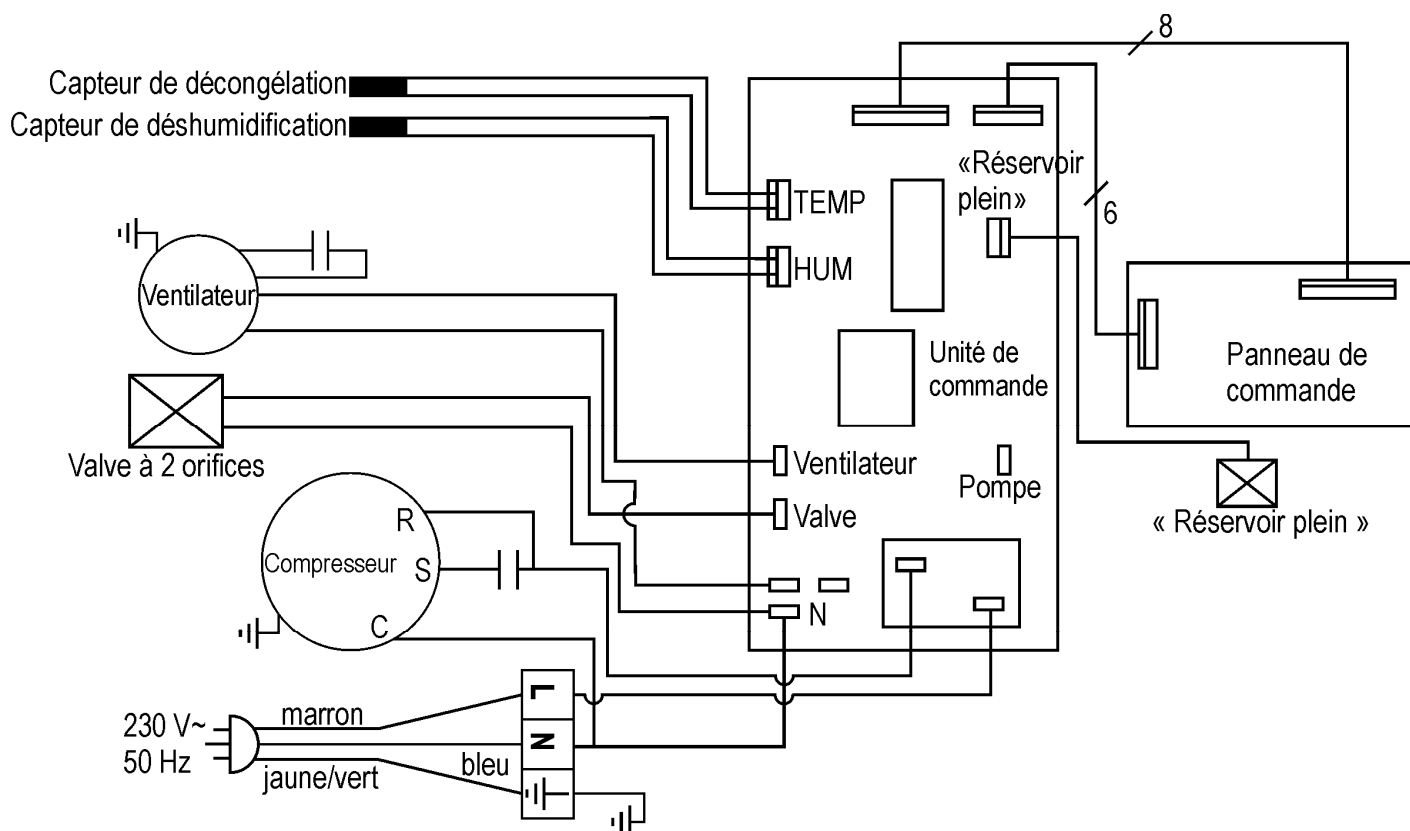 8
Capteur de décongélation
Capteur de déshumidification
«Réservoir
plein»
TEMP
6
HUM
Ventilateur
Unité de
commande
Panneau de
commande
Valve à 2 orifices
Ventilateur
Pompe
Valve
« Réservoir plein »
R
Compresseur
S
N
C
L
marron
230 V~
N
50 Hz
bleu
jaune/vert